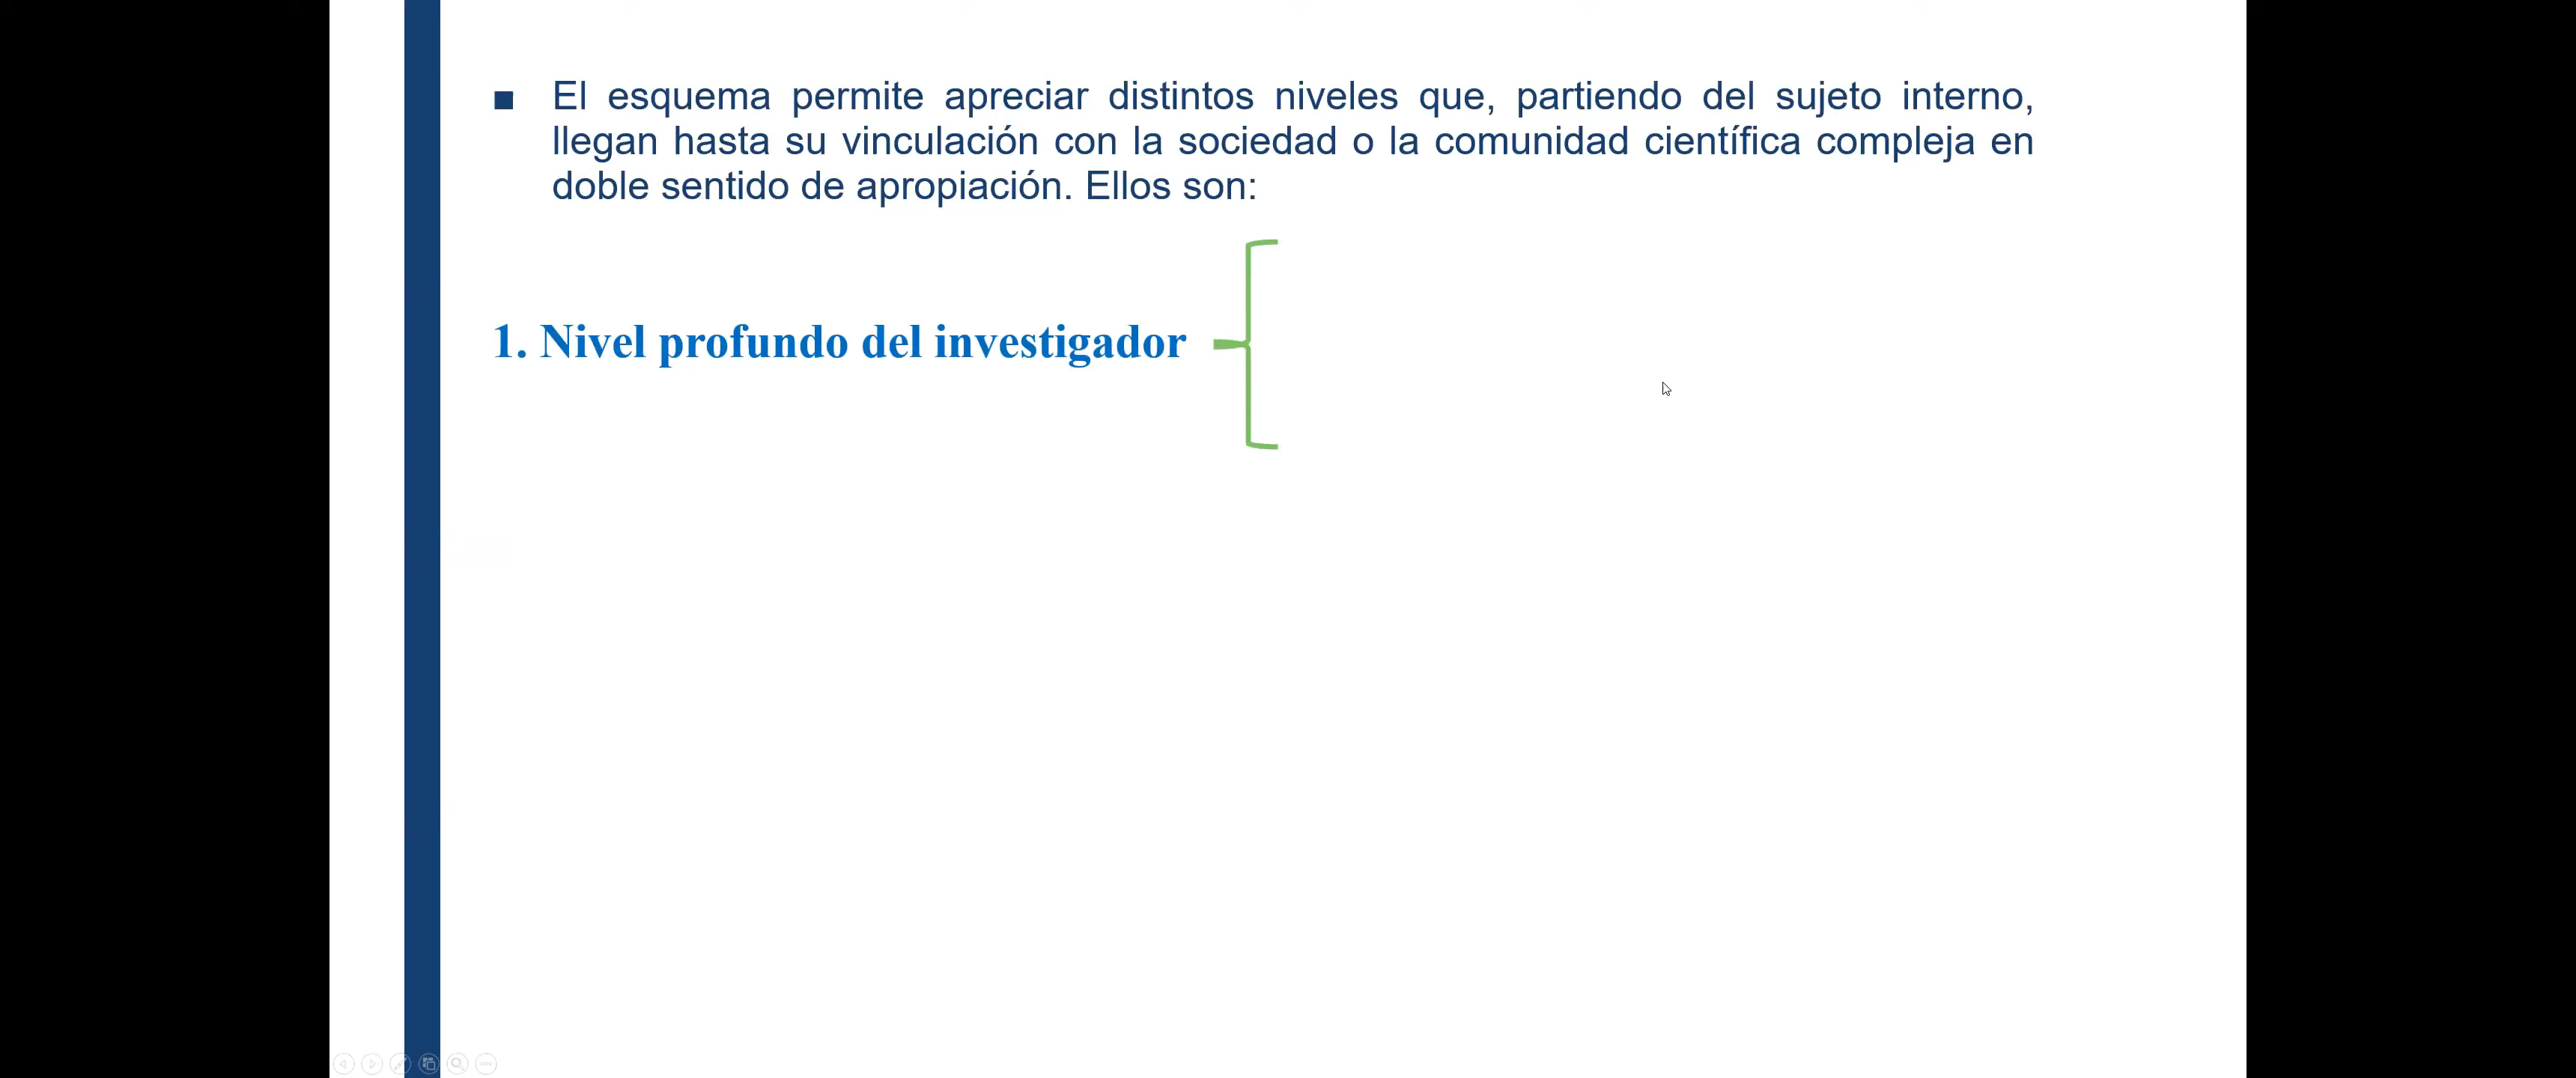 El esquema permite apreciar distintos niveles que, partiendo del sujeto interno,
llegan hasta su vinculación con la sociedad o la comunidad científica compleja en
doble sentido de apropiación. Ellos son:
1. Nivel profundo del investigador